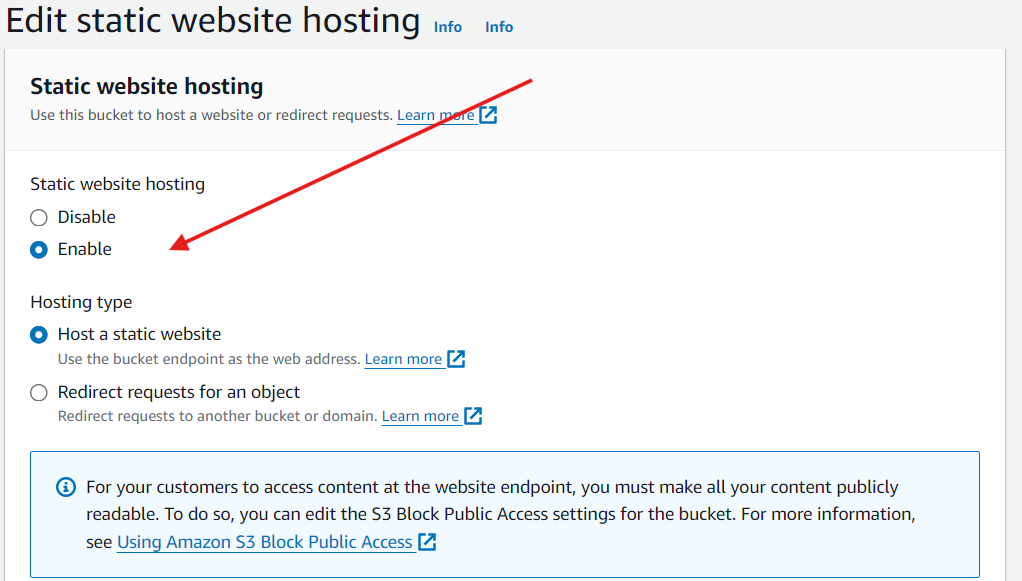 Edit static website hosting Info Info
Static website hosting
Use this bucket to host a website or redirect requests. Learn more
Static website hosting
Disable
Enable
Hosting type
Host a static website
Use the bucket endpoint as the web address. Learn more
Redirect requests for an object
Redirect requests to another bucket or domain. Learn more
For your customers to access content at the website endpoint, you must make all your content publicly
readable. To do so, you can edit the S3 Block Public Access settings for the bucket. For more information,
see Using Amazon S3 Block Public Access